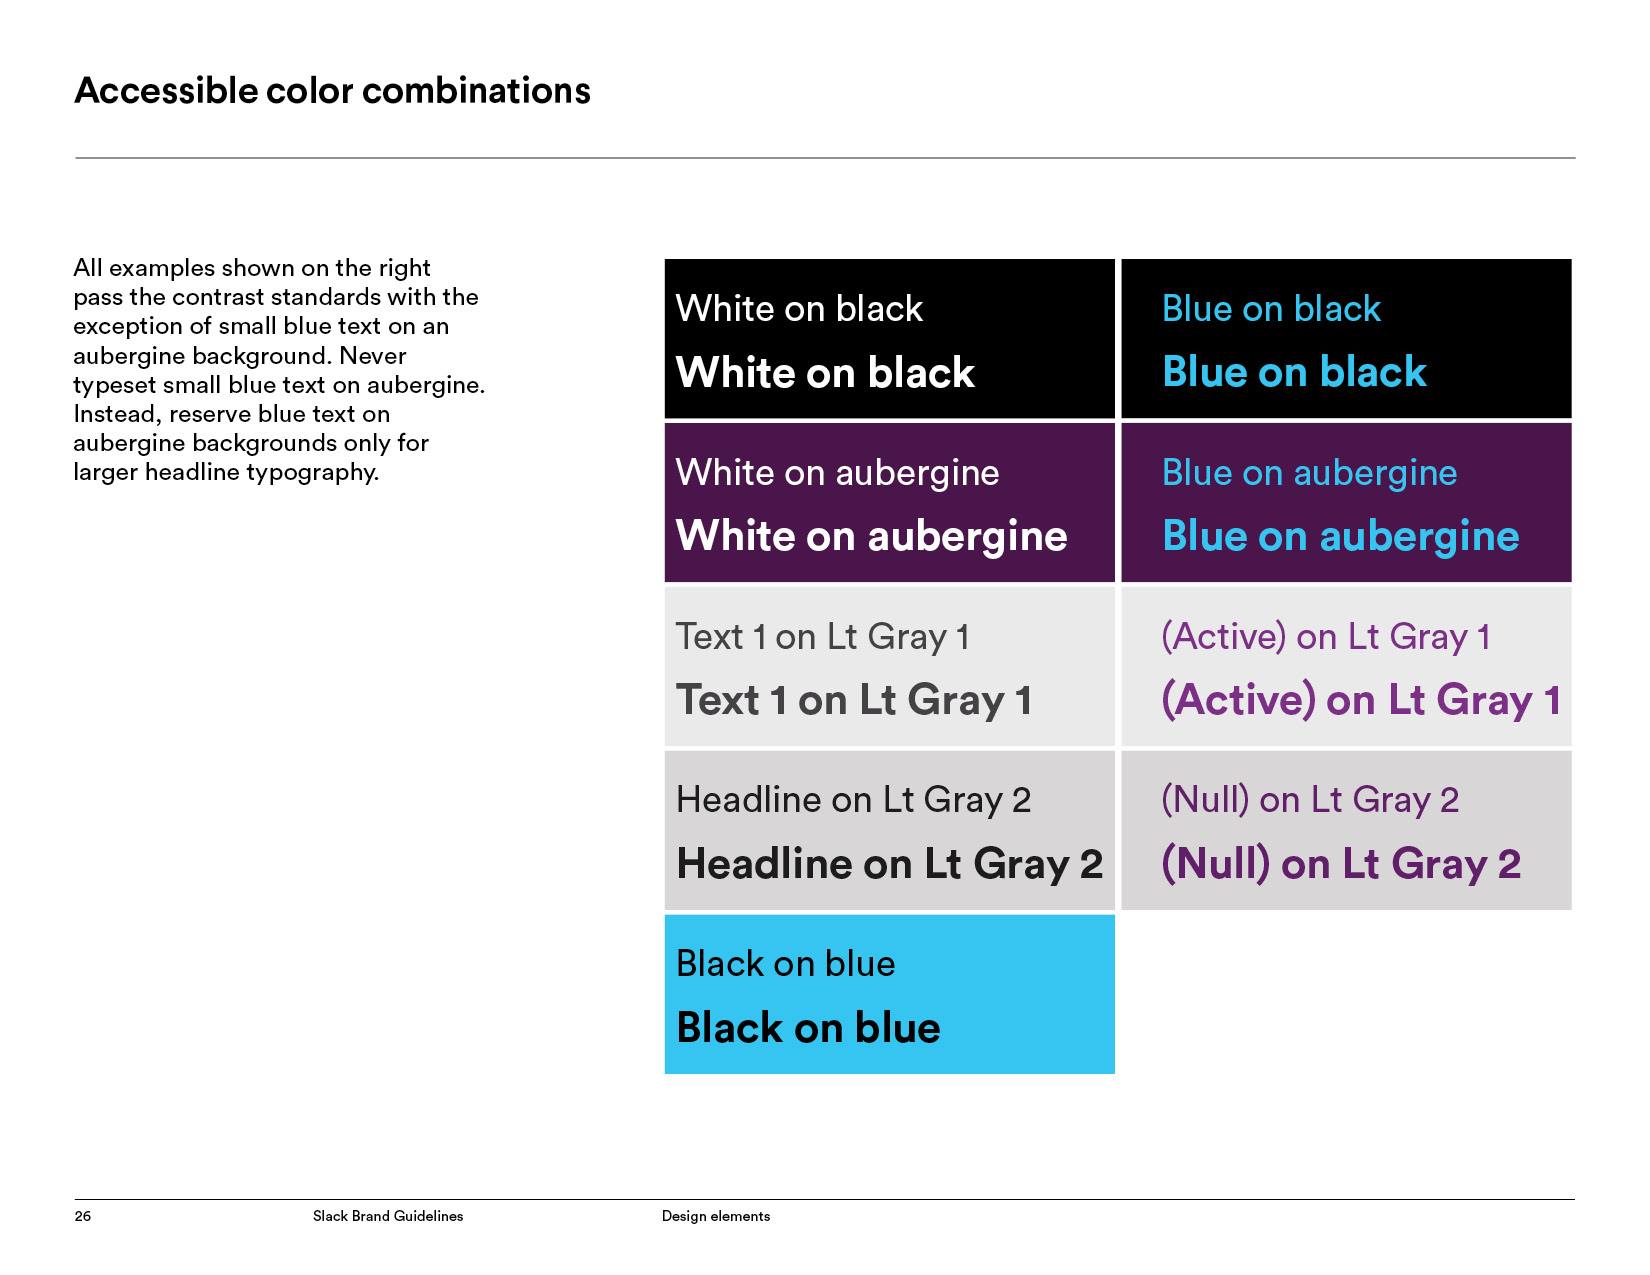 Accessible color combinations
All examples shown on the right
pass the contrast standards with the
exception of small blue text on an
aubergine background. Never
typeset small blue text on aubergine.
Instead, reserve blue text on
aubergine backgrounds only for
larger headline typography.
White on black
White on black
Blue on black
Blue on black
White on aubergine
White on aubergine
Blue on aubergine
Blue on aubergine
Text 1 on Lt Gray 1
Text 1 on Lt Gray 1
(Active) on Lt Gray 1
(Active) on Lt Gray 1
Headline on Lt Gray 2
Headline on Lt Gray 2
(Null) on Lt Gray 2
(Null) on Lt Gray 2
Black on blue
Black on blue
26 Slack Brand Guidelines Design elements